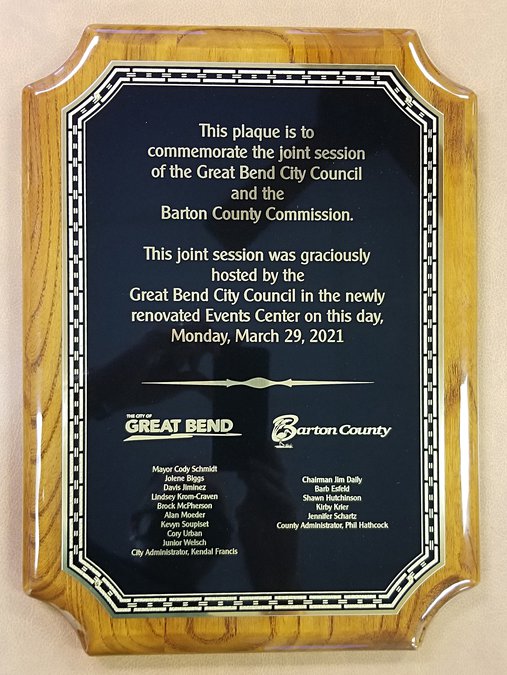 This plaque is to
commemorate the joint session
of the Great Bend City Council
and the
Barton County Commission.
This joint session was graciously
hosted by the
Great Bend City Council in the newly
renovated Events Center on this day,
Monday, March 29, 2021
THE CITY OF
GREAT BEND
Barton County
Mayor Cody Schmidt
Jolene Biggs
Davis Jiminez
Lindsey Krom-Craven
Brock McPherson
Alan Moeder
Kevyn Soupiset
Cory Urban
Junior Welsch
City Administrator, Kendal Francis
Chairman Jim Daily
Barb Esfeld
Shawn Hutchinson
Kirby Krier
Jennifer Schartz
County Administrator, Phil Hathcock